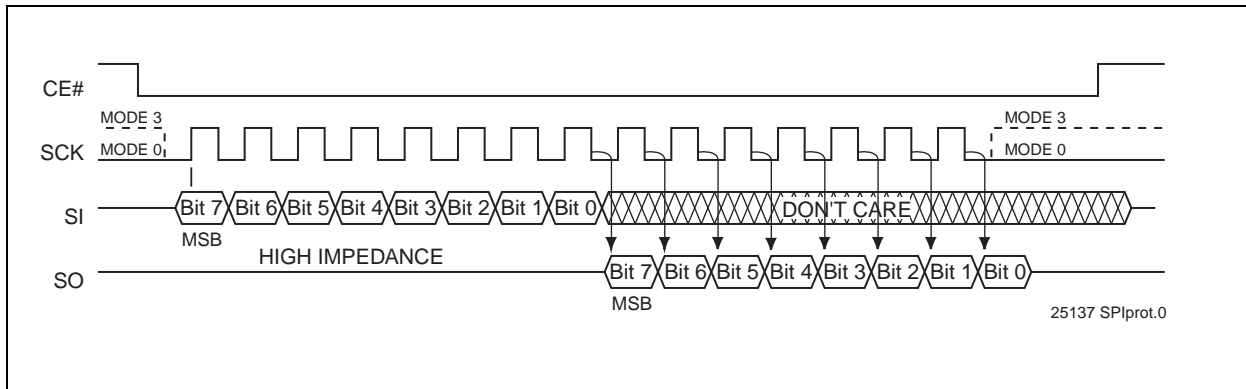 CE#
MODE 3 MODE 3
SCK MODE 0 MODE 0
SI Bit 7 Bit 6 Bit 5 Bit 4 Bit 3 Bit 2 Bit 1 Bit 0 DON'T CARE
MSB
HIGH IMPEDANCE
SO Bit 7 Bit 6 Bit 5 Bit 4 Bit 3 Bit 2 Bit 1 Bit 0
MSB
25137 SPIprot.0